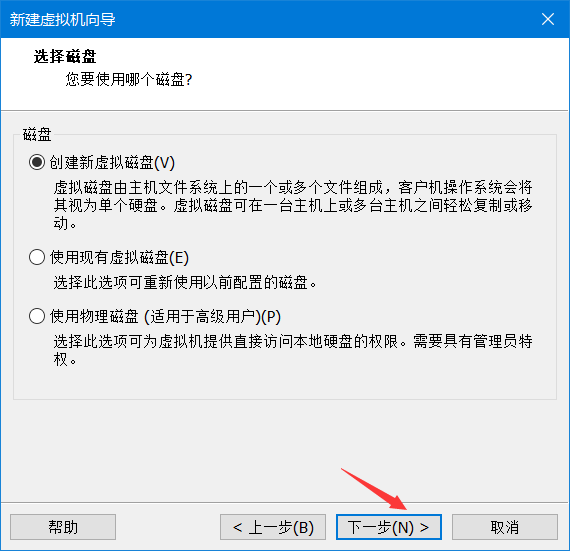 新建虚拟机向导
选择磁盘
您要使用哪个磁盘?
磁盘
创建新虚拟磁盘(V)
虚拟磁盘由主机文件系统上的一个或多个文件组成，客户机操作系统会将
其视为单个硬盘。虚拟磁盘可在一台主机上或多台主机之间轻松复制或移
动。
使用现有虚拟磁盘(E)
选择此选项可重新使用以前配置的磁盘。
使用物理磁盘 (适用于高级用户)(P)
选择此选项可为虚拟机提供直接访问本地硬盘的权限。需要具有管理员特
权。
帮助
< 上一步(B)
下一步(N) >
取消